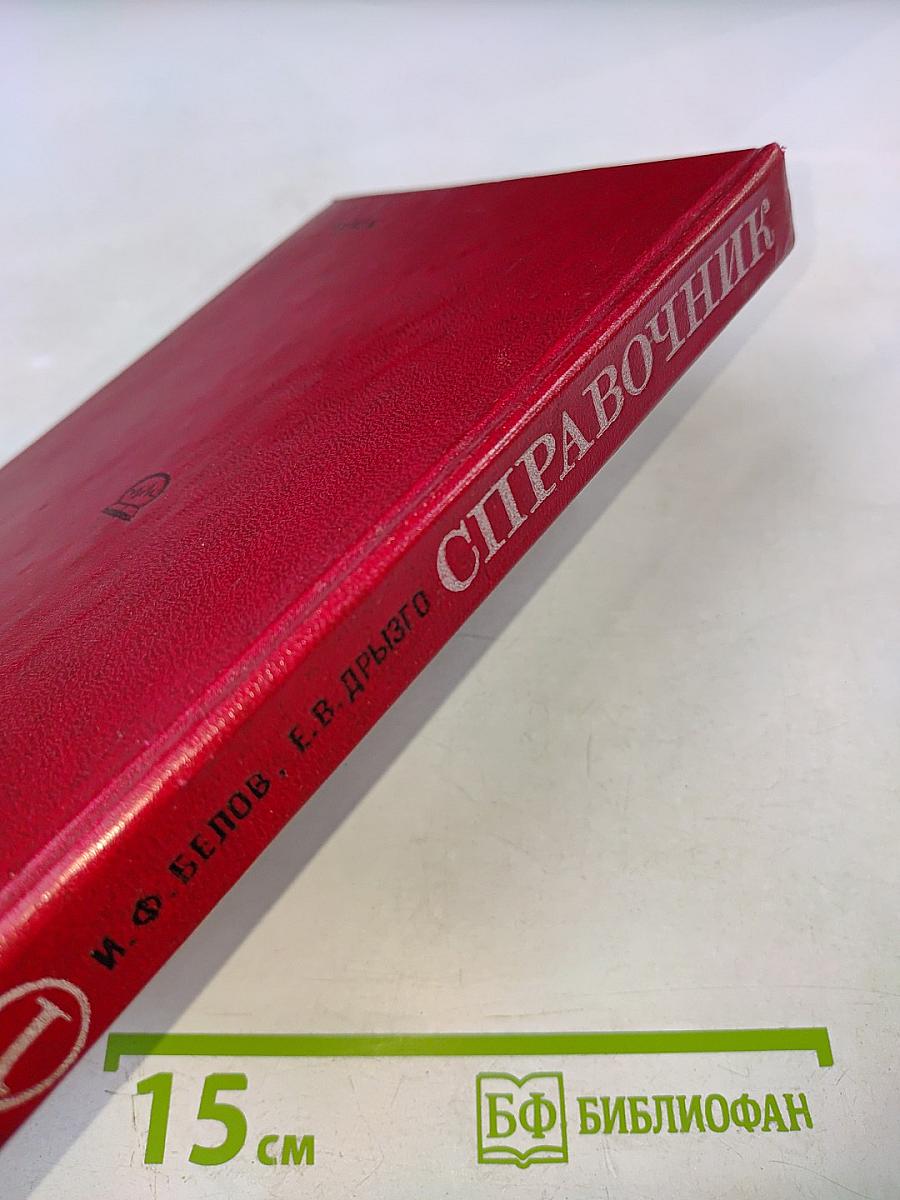 I
И.Ф.БЕЛОВ, Е.В.ДРЫЗГО
СПРАВОЧНИК
15 см
БФ БИБЛИОФАН